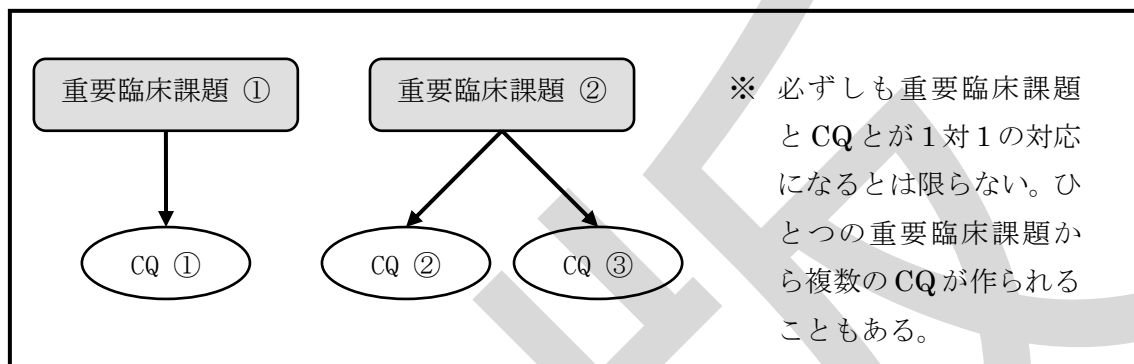 重要臨床課題 ①
重要臨床課題 ②
CQ ①
CQ ②
CQ ③
※ 必ずしも重要臨床課題
とCQとが1対1の対応
になるとは限らない。ひ
とつの重要臨床課題か
ら複数のCQが作られる
こともある。